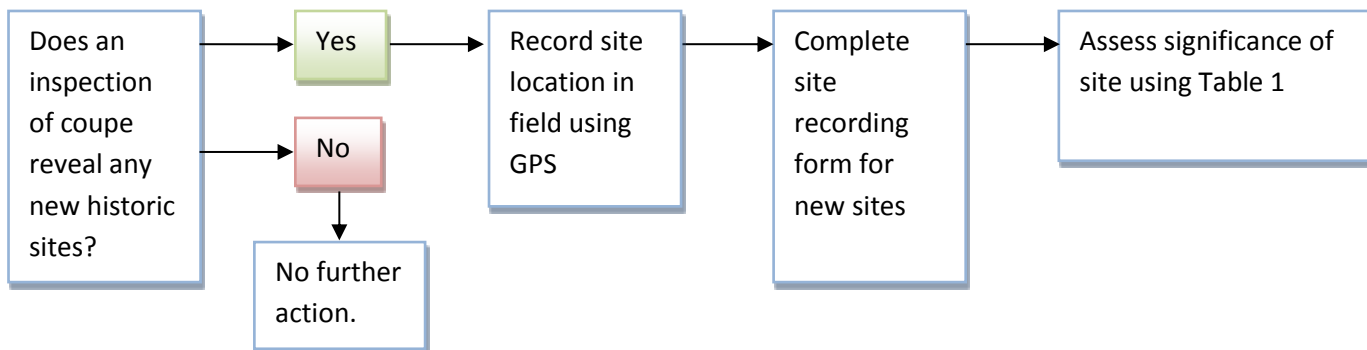 Does an
inspection
of coupe
reveal any
new historic
sites?
Yes
No
No further
action.
Record site
location in
field using
GPS
Complete
site
recording
form for
new sites
Assess significance of
site using Table 1